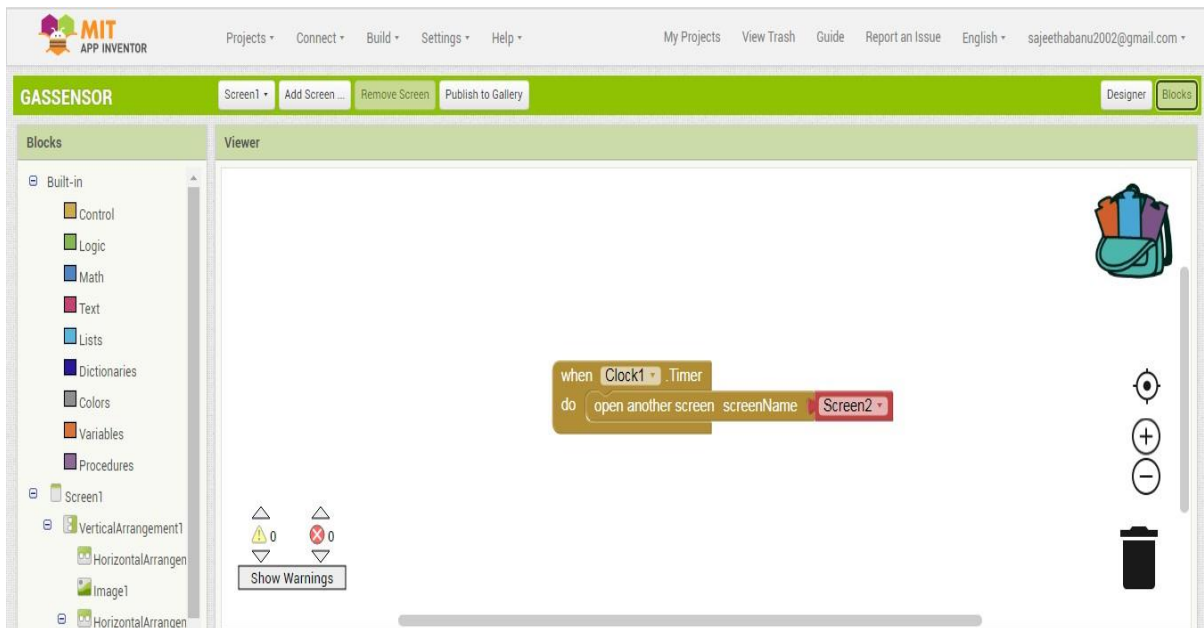 MIT
APP INVENTOR
Projects Connect Build Settings Help My Projects View Trash Guide Report an Issue English sajeethabanu2002@gmail.com
GASSENSOR Screen1 Add Screen ... Remove Screen Publish to Gallery Designer Blocks
Blocks Viewer
Built-in
Control
Logic
Math
Text
Lists
Dictionaries
Colors
Variables
Procedures
Screen1
VerticalArrangement1
HorizontalArrangen
Image1
HorizontalArrangen
when Clock1 .Timer
do open another screen screenName Screen2
0 0
Show Warnings